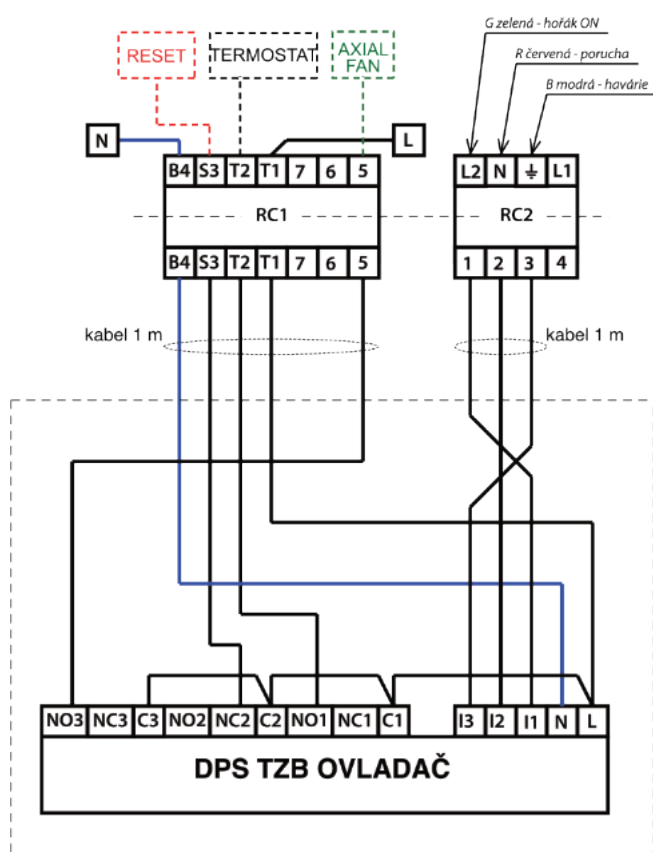 G zelená - hořák ON
R červená - porucha
B modrá - havárie
RESET
TERMOSTAT
AXIAL
FAN
N
L
B4 S3 T2 T1 7 6 5
L2 N ⏚ L1
RC1
RC2
B4 S3 T2 T1 7 6 5
1 2 3 4
kabel 1 m
kabel 1 m
NO3 NC3 C3 NO2 NC2 C2 NO1 NC1 C1
I3 I2 I1 N L
DPS TZB OVLADAČ